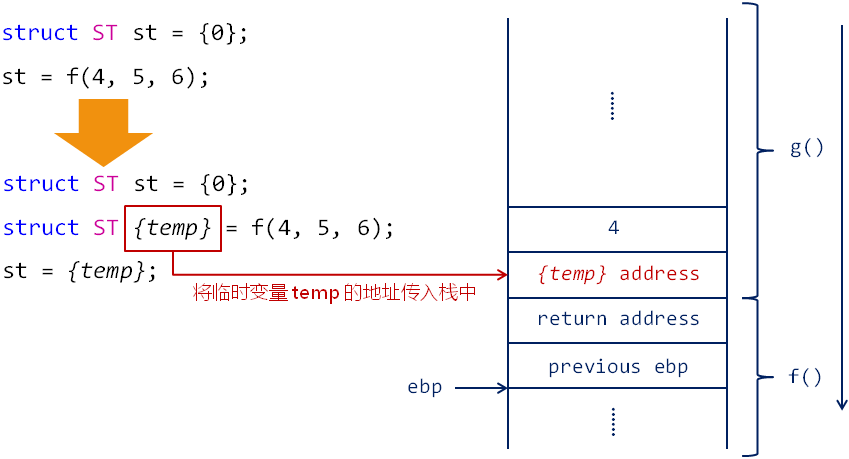 struct ST st = {0};
st = f(4, 5, 6);
struct ST st = {0};
struct ST {temp} = f(4, 5, 6);
st = {temp};
将临时变量 temp 的地址传入栈中
4
{temp} address
return address
previous ebp
ebp
g()
f()